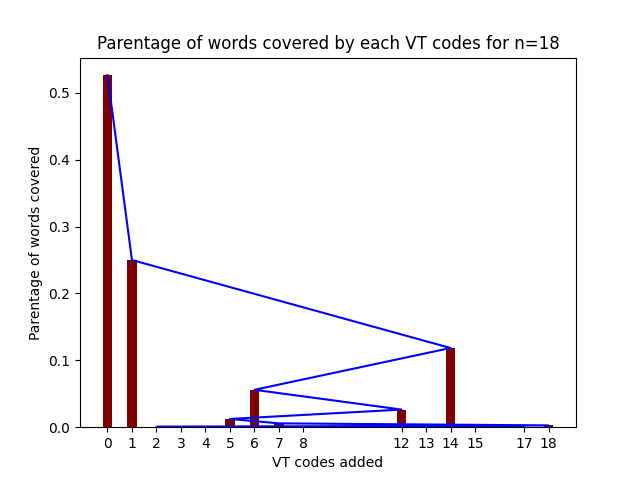 Parentage of words covered by each VT codes for n=18
Parentage of words covered
0.5
0.4
0.3
0.2
0.1
0.0
0 1 2 3 4 5 6 7 8 12 13 14 15 17 18
VT codes added